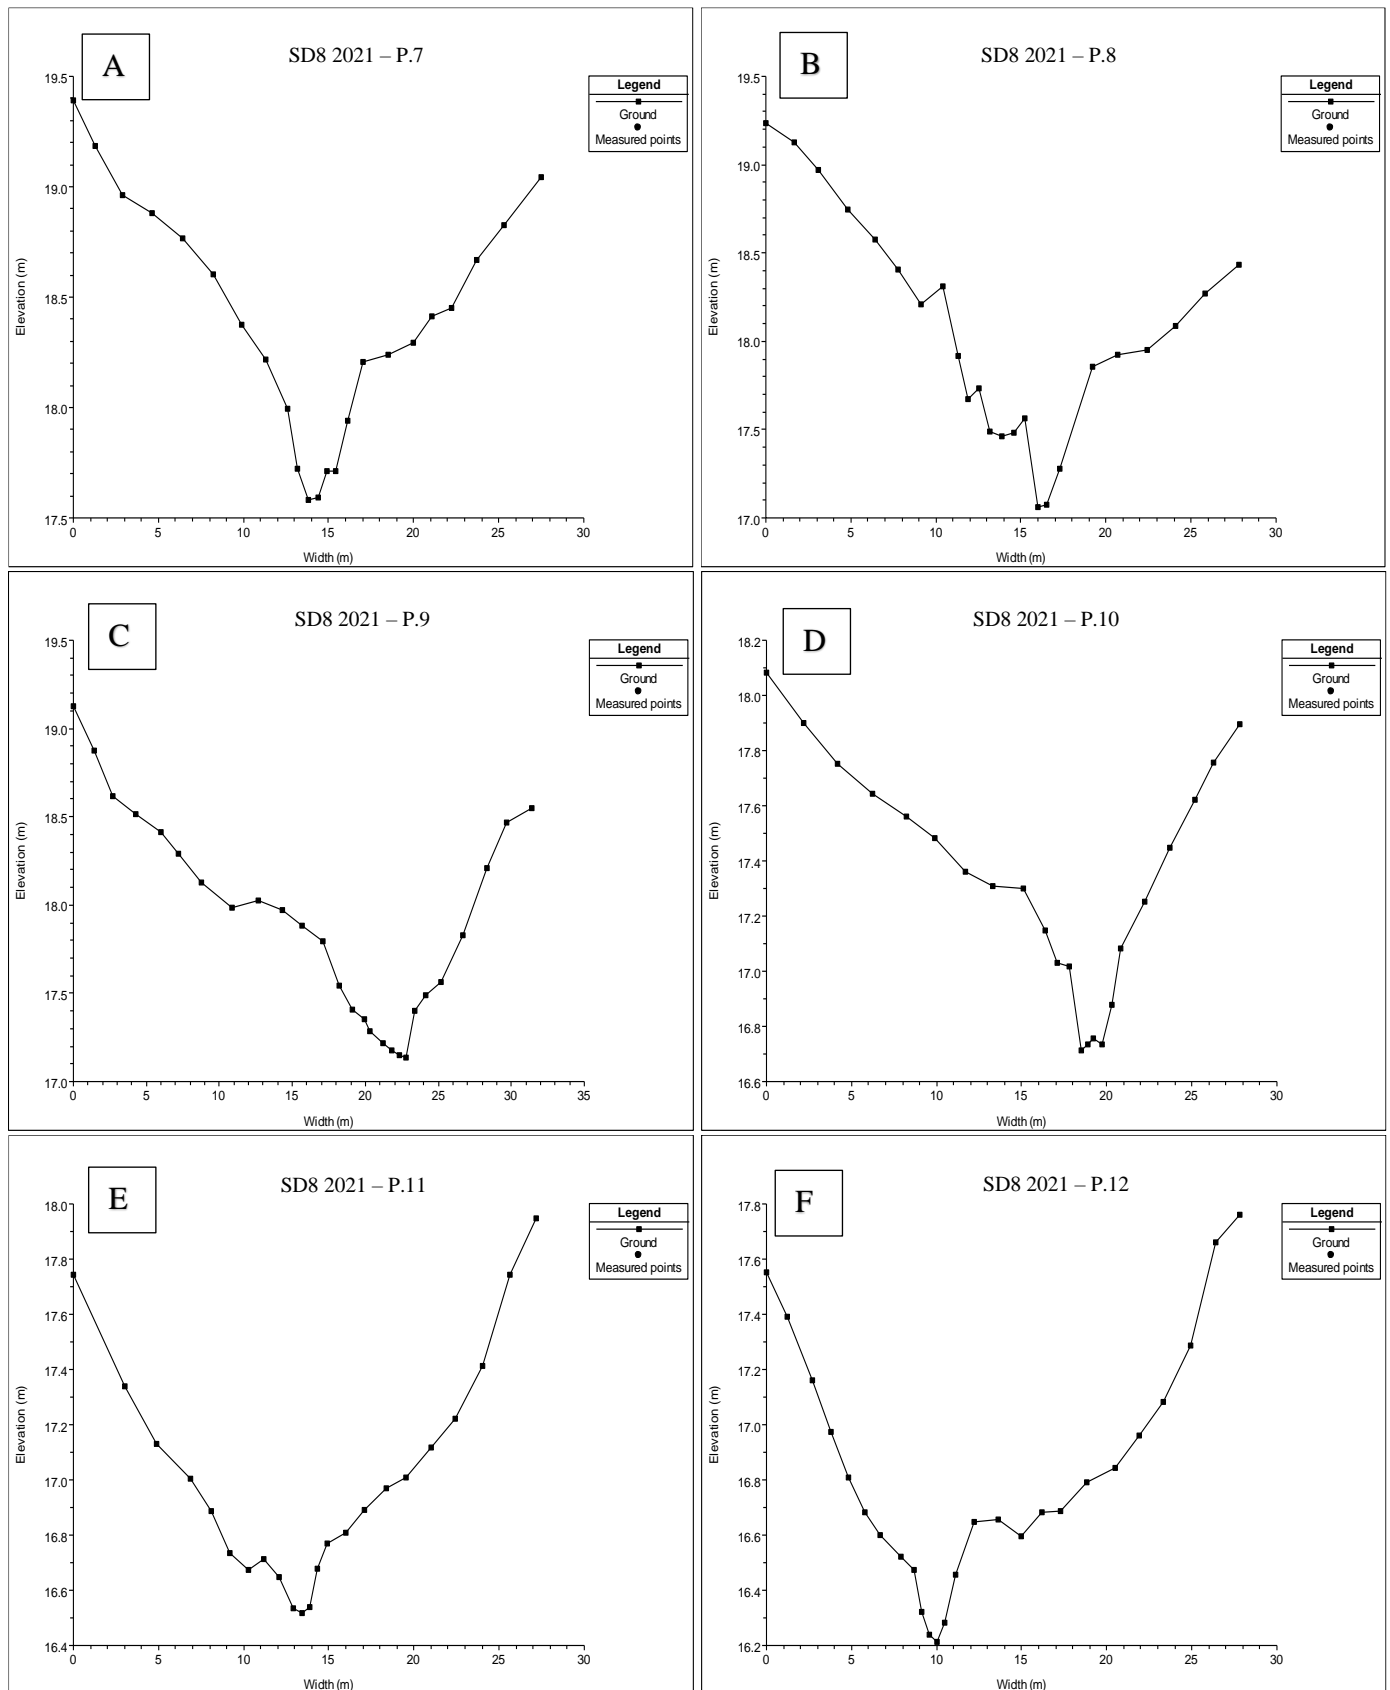 A
SD8 2021 – P.7
19.5
19.0
18.5
18.0
17.5
Elevation (m)
0 5 10 15 20 25 30
Width (m)
Legend
Ground
Measured points
B
SD8 2021 – P.8
19.5
19.0
18.5
18.0
17.5
17.0
Elevation (m)
0 5 10 15 20 25 30
Width (m)
Legend
Ground
Measured points
C
SD8 2021 – P.9
19.5
19.0
18.5
18.0
17.5
17.0
Elevation (m)
0 5 10 15 20 25 30 35
Width (m)
Legend
Ground
Measured points
D
SD8 2021 – P.10
18.2
18.0
17.8
17.6
17.4
17.2
17.0
16.8
16.6
Elevation (m)
0 5 10 15 20 25 30
Width (m)
Legend
Ground
Measured points
E
SD8 2021 – P.11
18.0
17.8
17.6
17.4
17.2
17.0
16.8
16.6
16.4
Elevation (m)
0 5 10 15 20 25 30
Width (m)
Legend
Ground
Measured points
F
SD8 2021 – P.12
17.8
17.6
17.4
17.2
17.0
16.8
16.6
16.4
16.2
Elevation (m)
0 5 10 15 20 25 30
Width (m)
Legend
Ground
Measured points